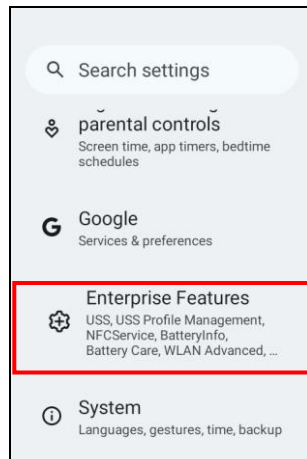 Search settings
parental controls
Screen time, app timers, bedtime
schedules
Google
Services & preferences
Enterprise Features
USS, USS Profile Management,
NFCService, BatteryInfo,
Battery Care, WLAN Advanced, ...
System
Languages, gestures, time, backup